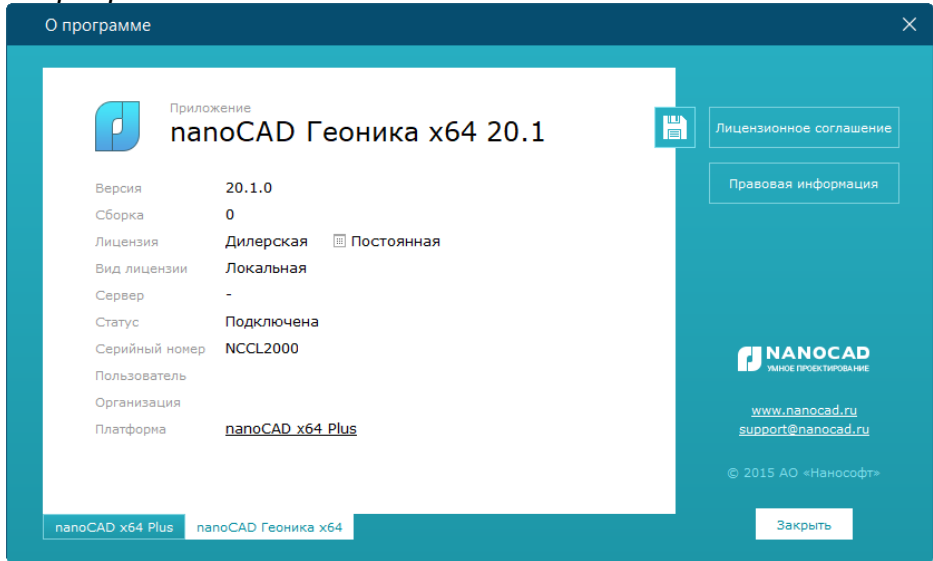 О программе
Приложение
nanoCAD Геоника x64 20.1
Версия 20.1.0
Сборка 0
Лицензия Дилерская Постоянная
Вид лицензии Локальная
Сервер -
Статус Подключена
Серийный номер NCCL2000
Пользователь
Организация
Платформа nanoCAD x64 Plus
Лицензионное соглашение
Правовая информация
NANOCAD
УМНОЕ ПРОЕКТИРОВАНИЕ
www.nanocad.ru
support@nanocad.ru
© 2015 АО «Нанософт»
nanoCAD x64 Plus nanoCAD Геоника x64
Закрыть